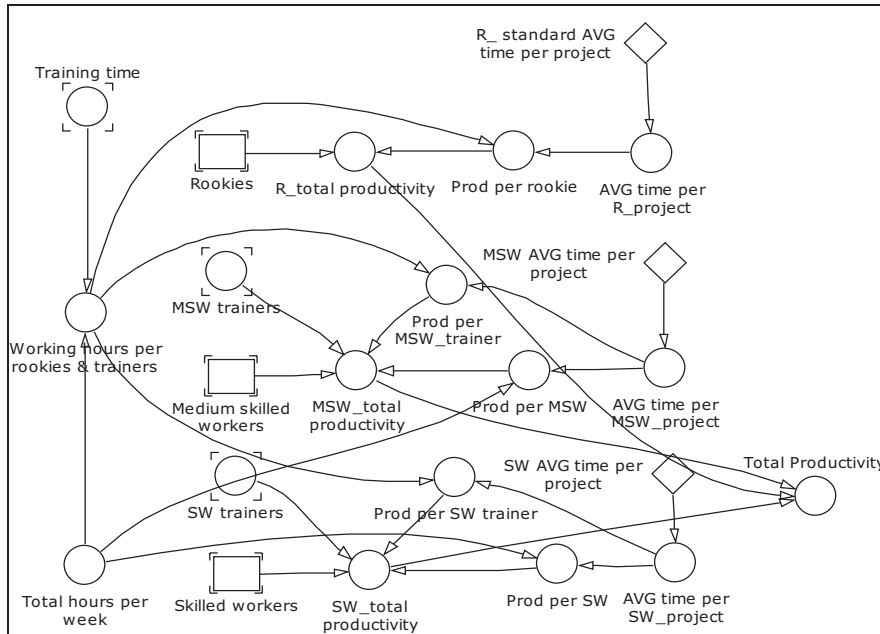 R_ standard AVG
time per project
Training time
Rookies
R_total productivity
Prod per rookie
AVG time per
R_project
MSW AVG time per
project
MSW trainers
Prod per
MSW_trainer
Working hours per
rookies & trainers
Medium skilled
workers
MSW_total
productivity
Prod per MSW
AVG time per
MSW_project
SW AVG time per
project
Total Productivity
SW trainers
Prod per SW trainer
Total hours per
week
Skilled workers
SW_total
productivity
Prod per SW
AVG time per
SW_project